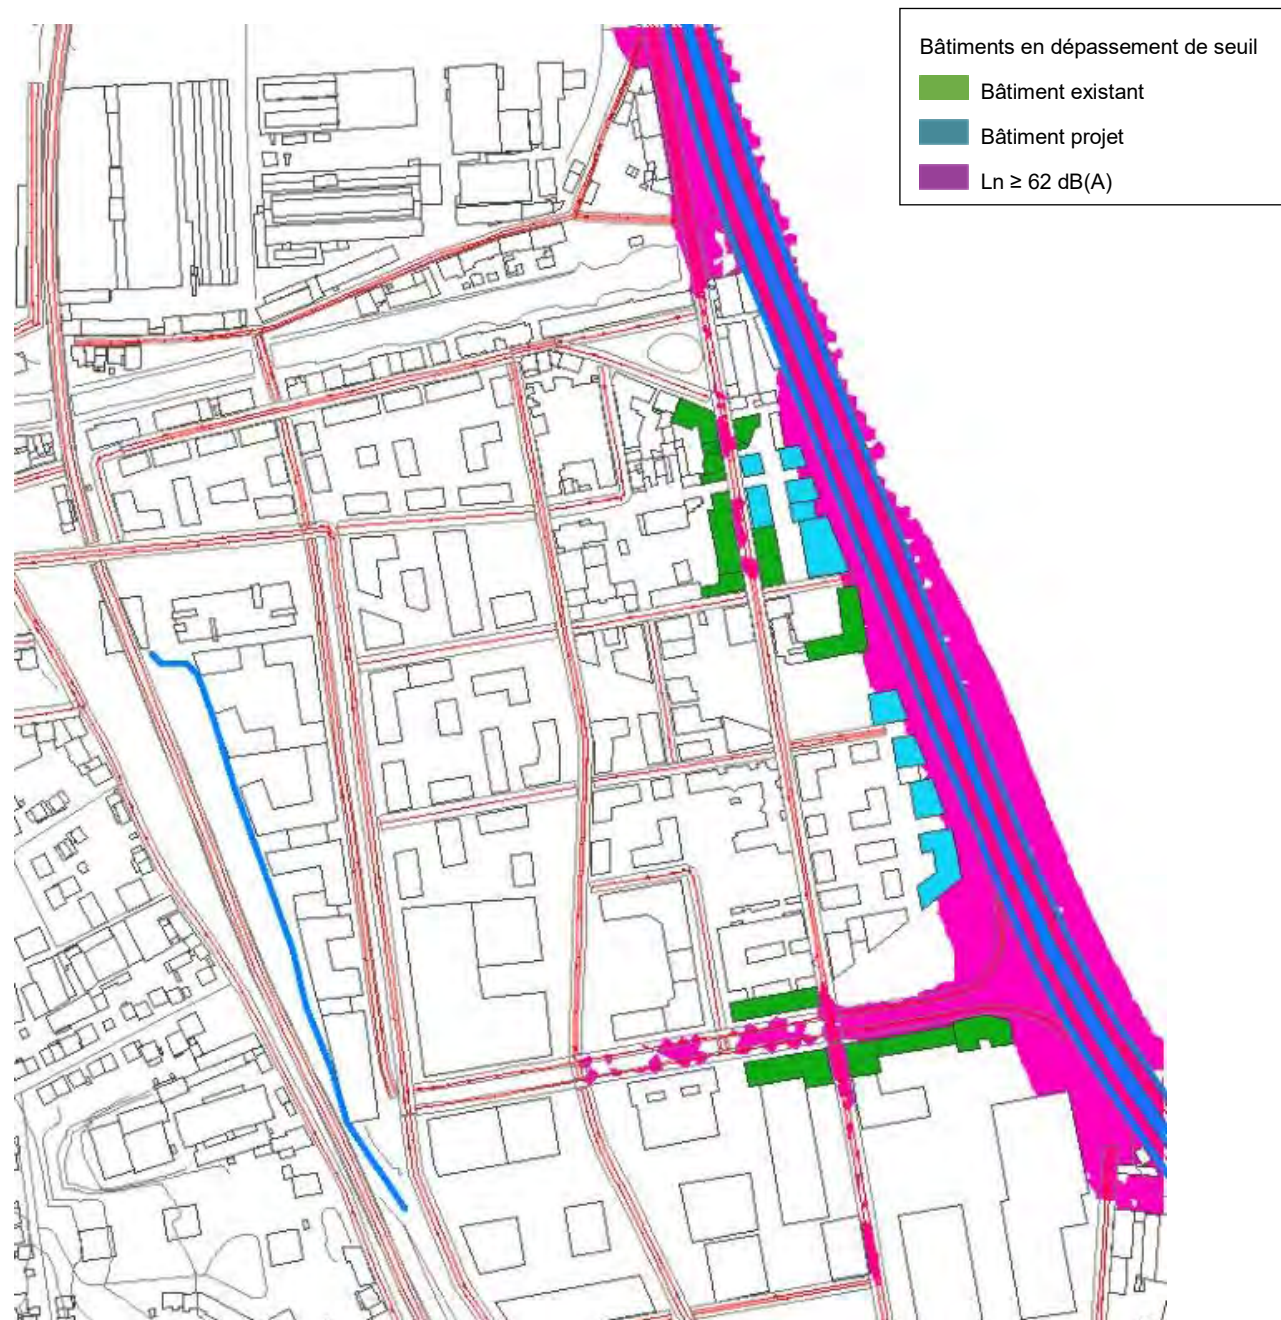 Bâtiments en dépassement de seuil
Bâtiment existant
Bâtiment projet
Ln ≥ 62 dB(A)